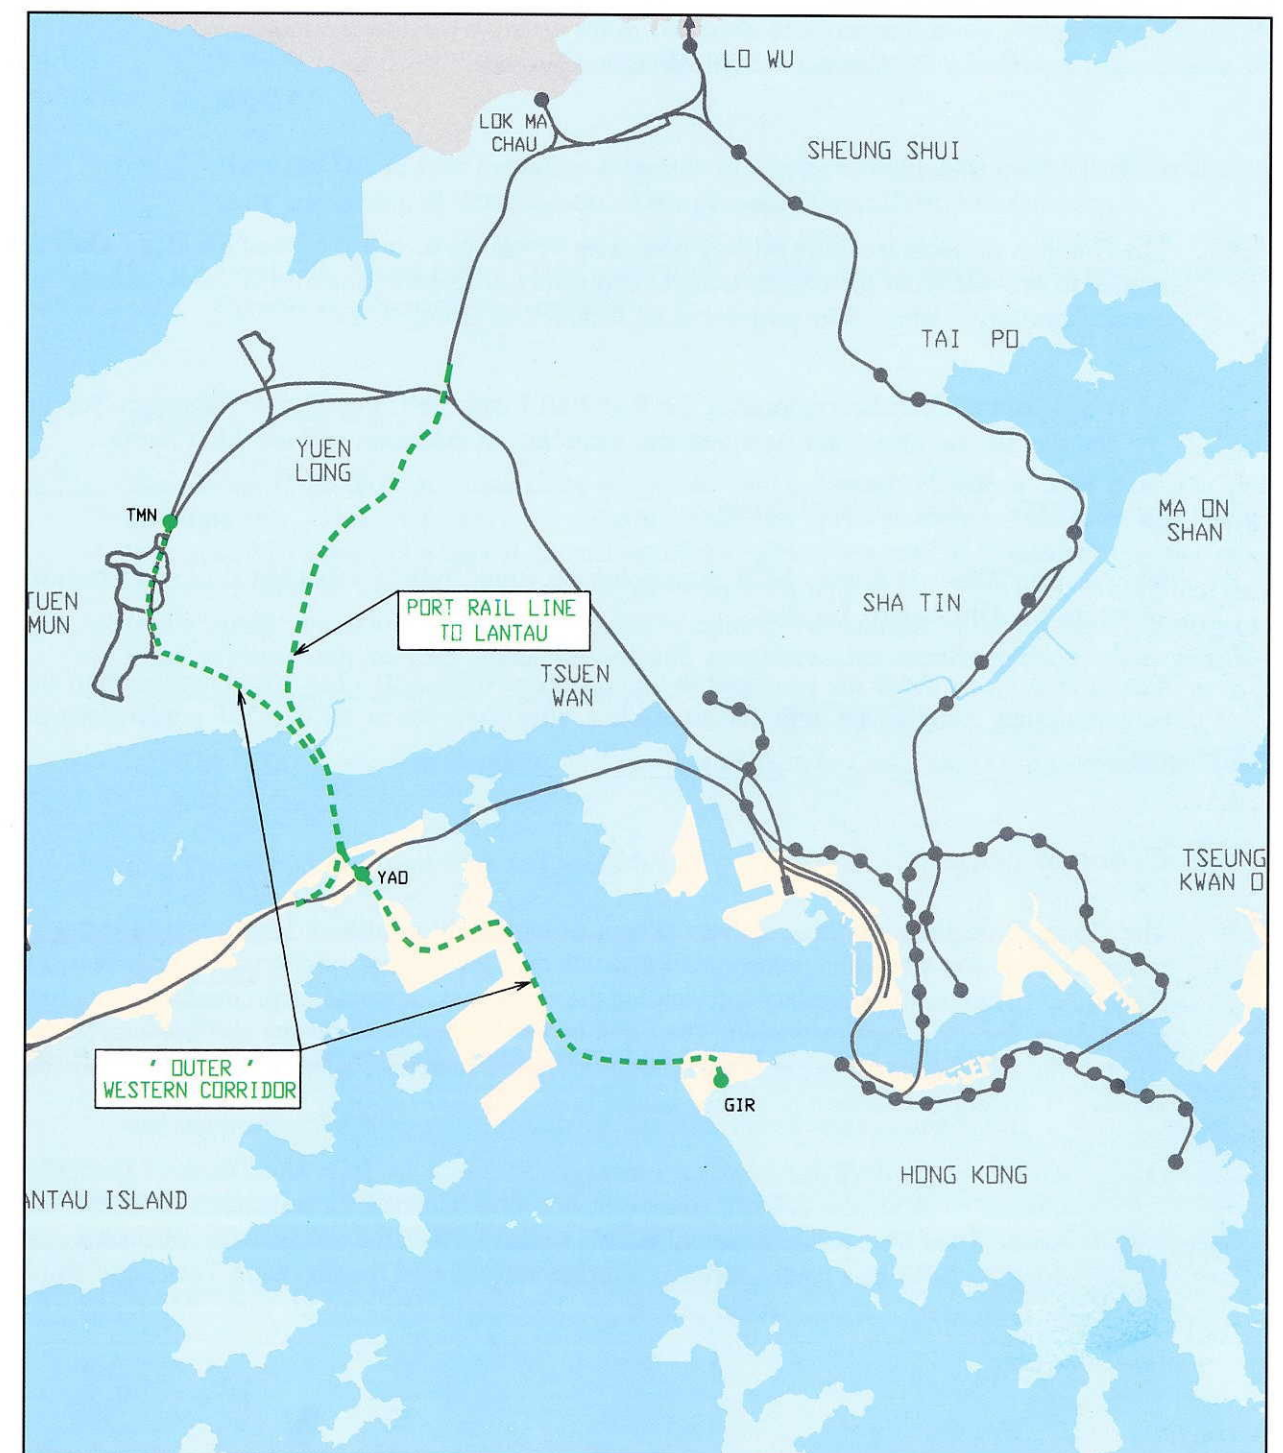 LO WU
LOK MA
CHAU
SHEUNG SHUI
TAI PO
YUEN
LONG
TMN
MA ON
SHAN
TUEN
MUN
PORT RAIL LINE
TO LANTAU
SHA TIN
TSUEN
WAN
TSEUNG
KWAN O
YAO
' OUTER '
WESTERN CORRIDOR
GIR
HONG KONG
ANTAU ISLAND